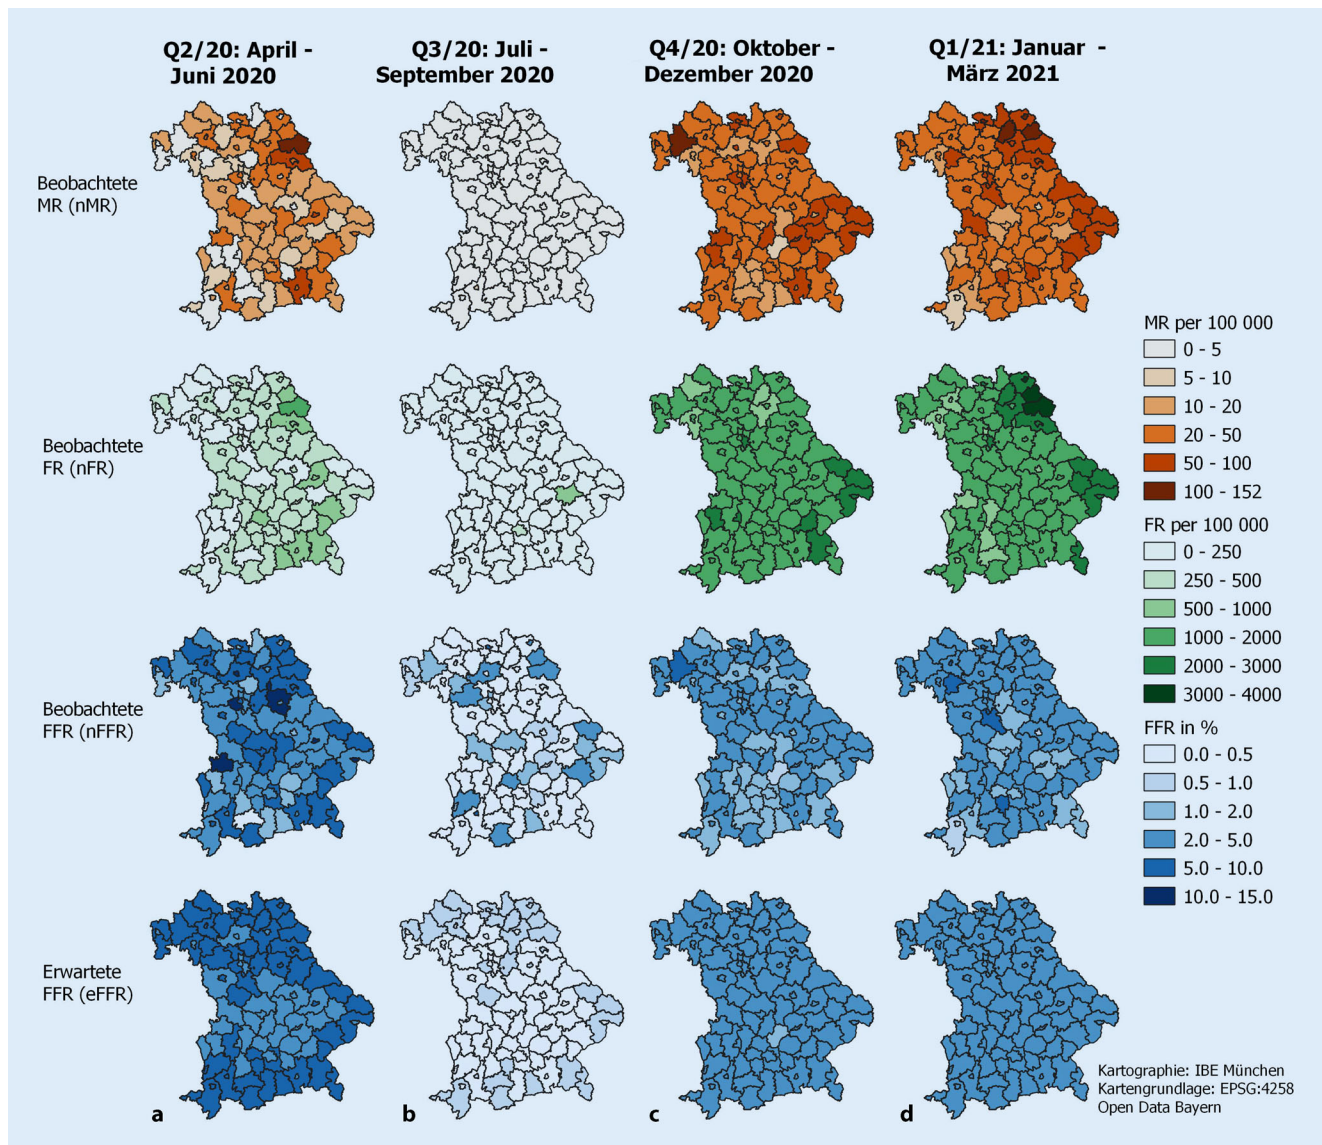 Q2/20: April -
Juni 2020
Q3/20: Juli -
September 2020
Q4/20: Oktober -
Dezember 2020
Q1/21: Januar -
März 2021
Beobachtete
MR (nMR)
Beobachtete
FR (nFR)
Beobachtete
FFR (nFFR)
Erwartete
FFR (eFFR)
MR per 100 000
0 - 5
5 - 10
10 - 20
20 - 50
50 - 100
100 - 152
FR per 100 000
0 - 250
250 - 500
500 - 1000
1000 - 2000
2000 - 3000
3000 - 4000
FFR in %
0.0 - 0.5
0.5 - 1.0
1.0 - 2.0
2.0 - 5.0
5.0 - 10.0
10.0 - 15.0
Kartographie: IBE München
Kartengrundlage: EPSG:4258
Open Data Bayern
a
b
c
d